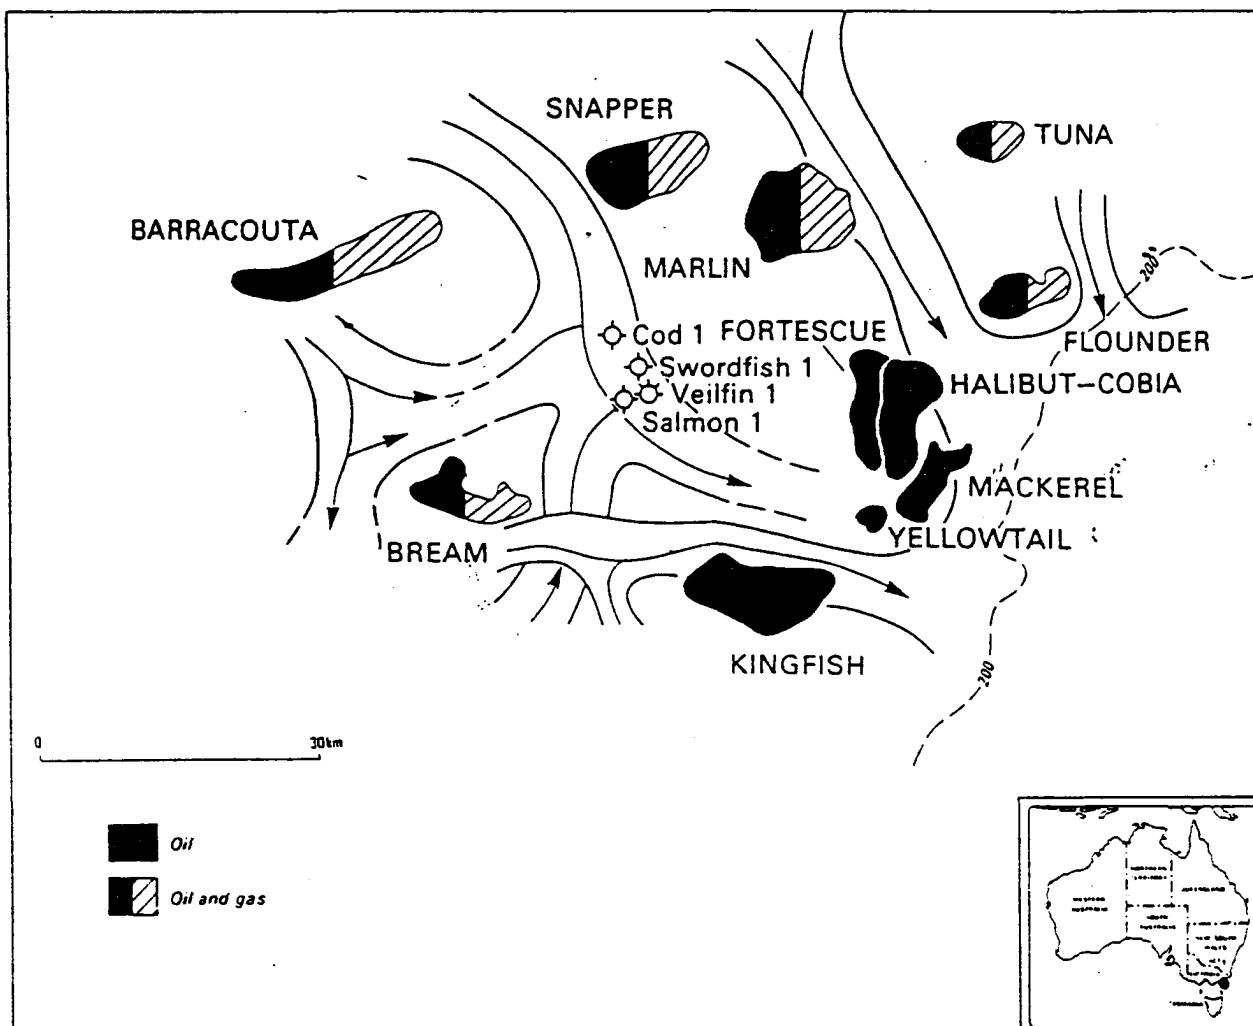 SNAPPER
TUNA
BARRACOUTA
MARLIN
200
Cod 1
FORTESCUE
FLOUNDER
Swordfish 1
HALIBUT–COBIA
Veilfin 1
Salmon 1
MACKEREL
YELLOWTAIL
BREAM
KINGFISH
200
0
30km
Oil
Oil and gas